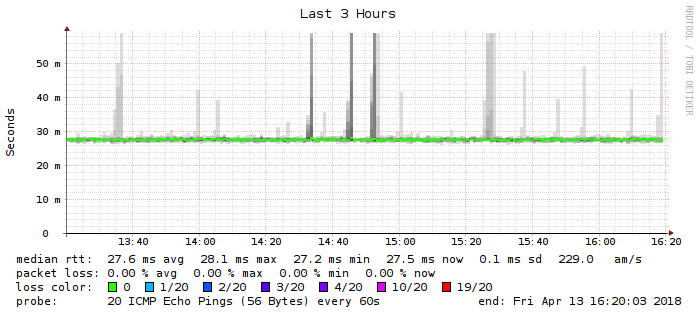 Last 3 Hours
RRDTOOL / TOBI OETIKER
Seconds
50 m
40 m
30 m
20 m
10 m
0
13:40 14:00 14:20 14:40 15:00 15:20 15:40 16:00 16:20
median rtt: 27.6 ms avg 28.1 ms max 27.2 ms min 27.5 ms now 0.1 ms sd 229.0 am/s
packet loss: 0.00 % avg 0.00 % max 0.00 % min 0.00 % now
loss color: 0 1/20 2/20 3/20 4/20 10/20 19/20
probe: 20 ICMP Echo Pings (56 Bytes) every 60s end: Fri Apr 13 16:20:03 2018